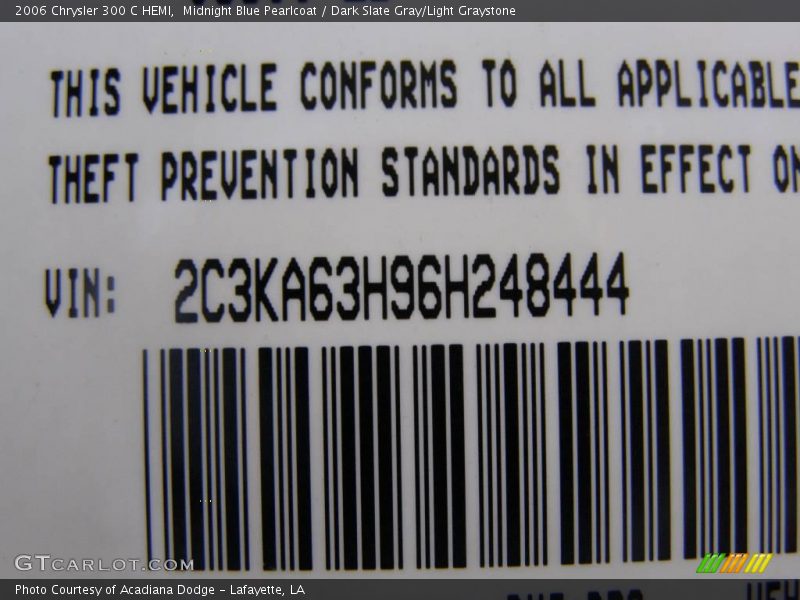 2006 Chrysler 300 C HEMI, Midnight Blue Pearlcoat / Dark Slate Gray/Light Graystone
THIS VEHICLE CONFORMS TO ALL APPLICABLE
THEFT PREVENTION STANDARDS IN EFFECT ON
VIN: 2C3KA63H96H248444
GTCARLOT.COM
Photo Courtesy of Acadiana Dodge - Lafayette, LA